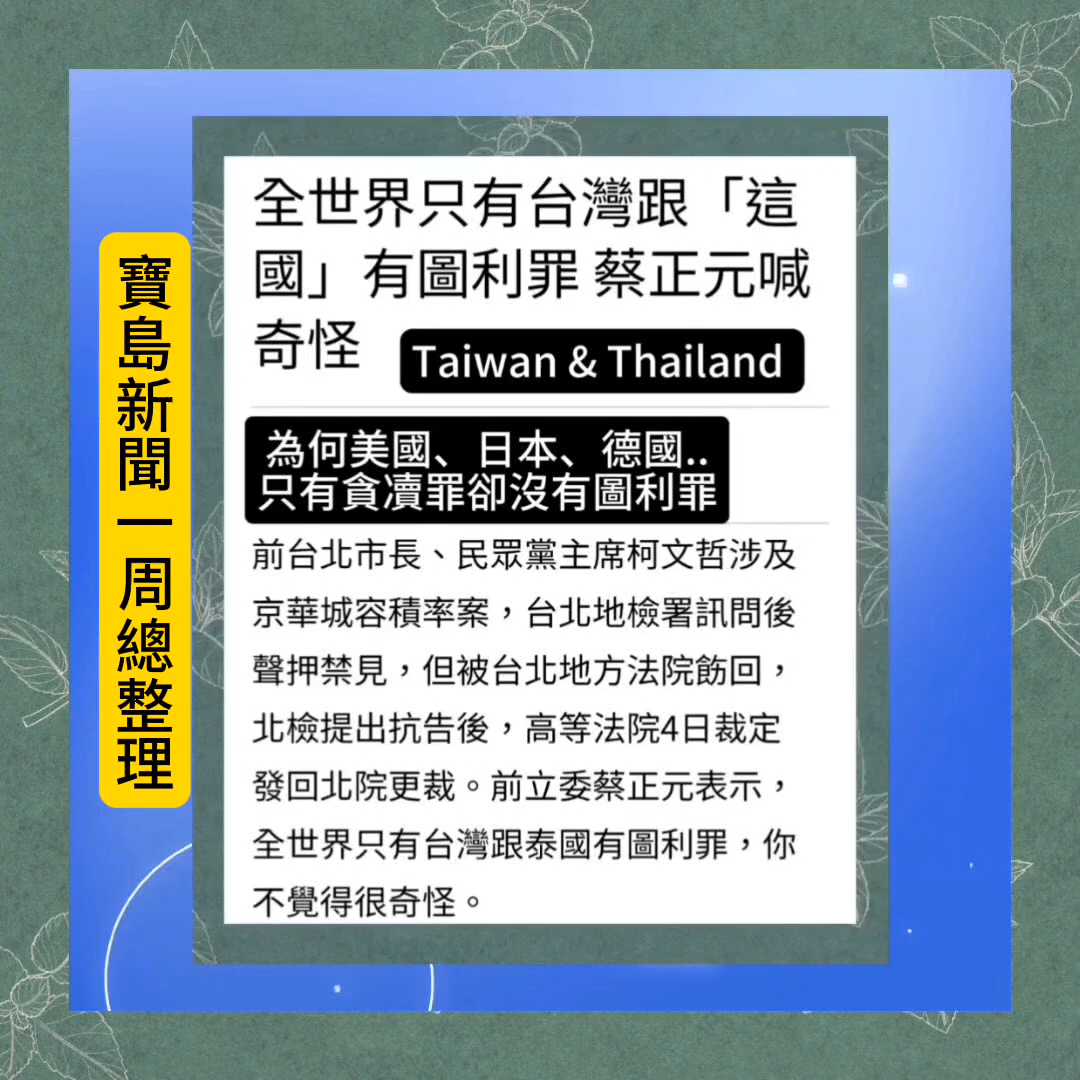 寶島新聞一周總整理
全世界只有台灣跟「這
國」有圖利罪 蔡正元喊
奇怪
Taiwan & Thailand
為何美國、日本、德國..
只有貪瀆罪卻沒有圖利罪
前台北市長、民眾黨主席柯文哲涉及
京華城容積率案，台北地檢署訊問後
聲押禁見，但被台北地方法院飭回，
北檢提出抗告後，高等法院4日裁定
發回北院更裁。前立委蔡正元表示，
全世界只有台灣跟泰國有圖利罪，你
不覺得很奇怪。